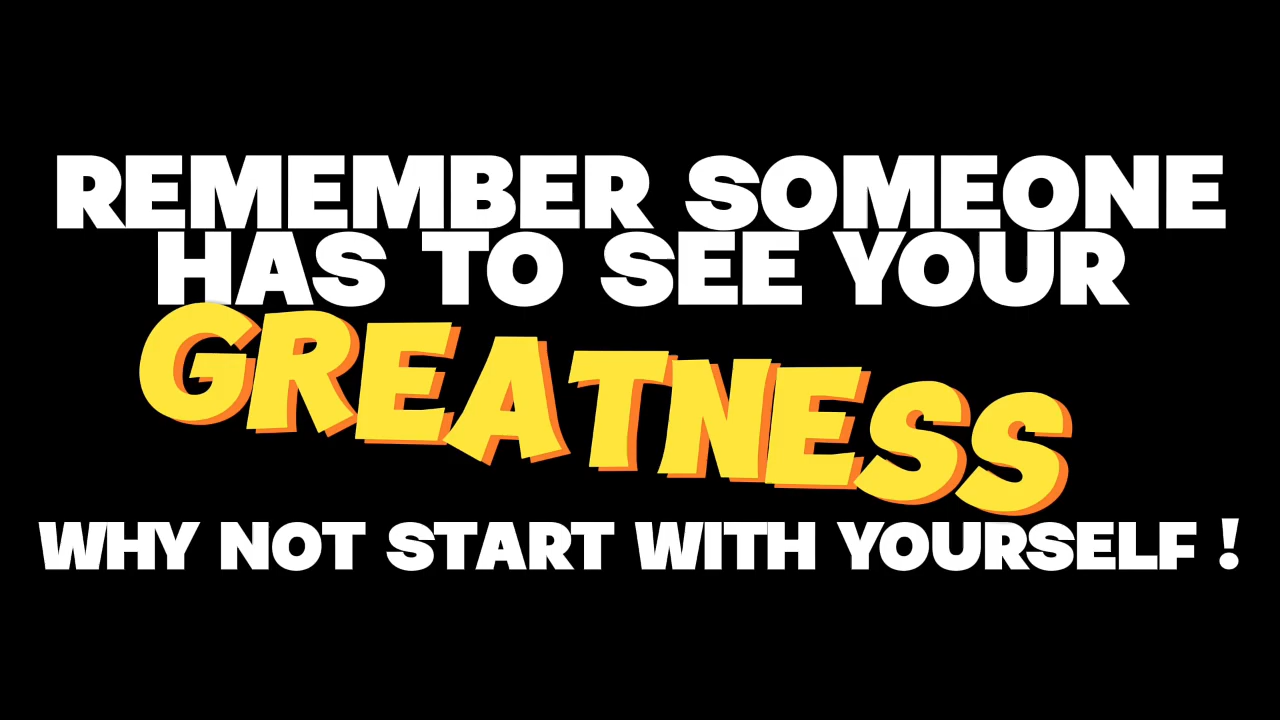 REMEMBER SOMEONE
HAS TO SEE YOUR
GREATNESS
WHY NOT START WITH YOURSELF !